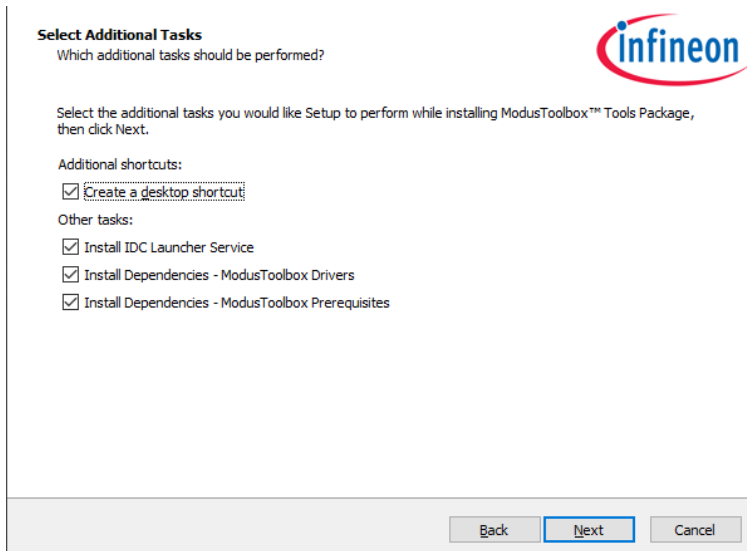 Select Additional Tasks
Which additional tasks should be performed?
infineon
Select the additional tasks you would like Setup to perform while installing ModusToolbox™ Tools Package,
then click Next.
Additional shortcuts:
Create a desktop shortcut
Other tasks:
Install IDC Launcher Service
Install Dependencies - ModusToolbox Drivers
Install Dependencies - ModusToolbox Prerequisites
Back
Next
Cancel